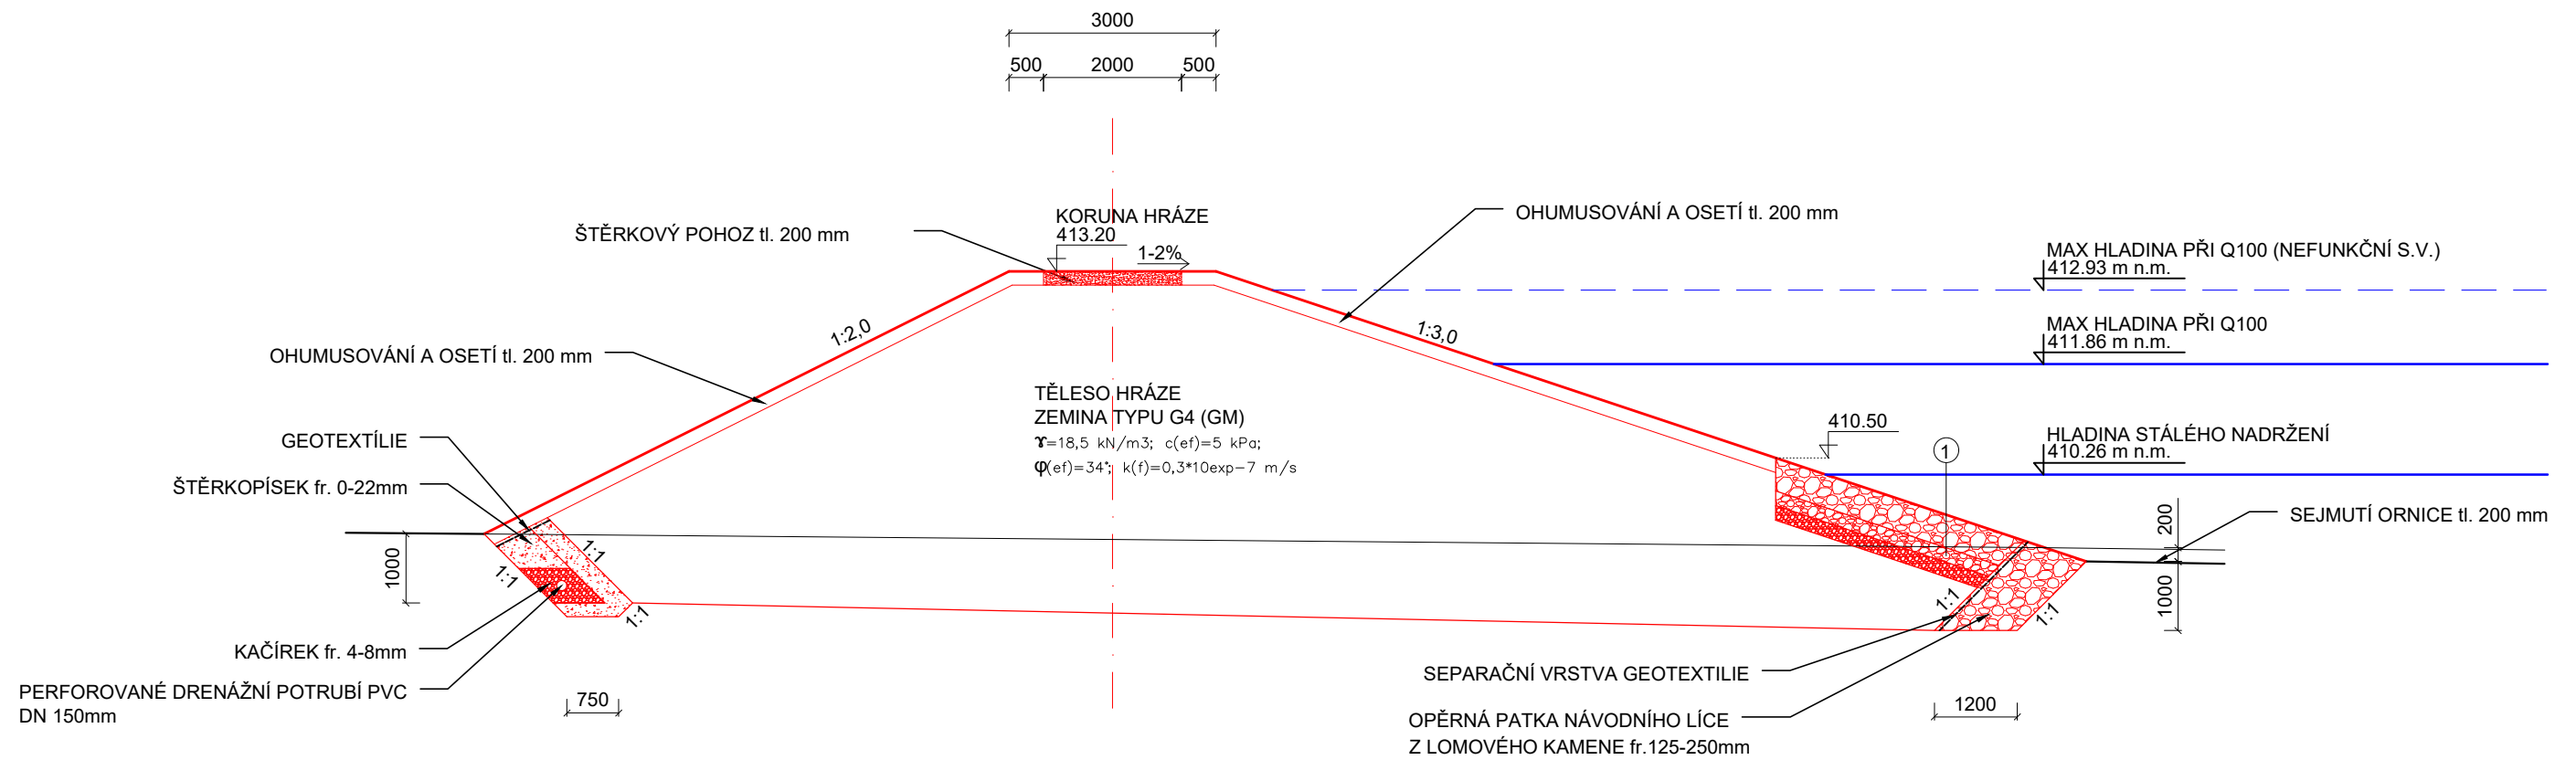 3000
500
2000
500
KORUNA HRÁZE
413.20
1-2%
ŠTĚRKOVÝ POHOZ tl. 200 mm
OHUMUSOVÁNÍ A OSETÍ tl. 200 mm
MAX HLADINA PŘI Q100 (NEFUNKČNÍ S.V.)
412.93 m n.m.
1:2,0
1:3,0
MAX HLADINA PŘI Q100
411.86 m n.m.
OHUMUSOVÁNÍ A OSETÍ tl. 200 mm
TĚLESO HRÁZE
ZEMINA TYPU G4 (GM)
γ=18,5 kN/m3; c(ef)=5 kPa;
φ(ef)=34°; k(f)=0,3*10exp-7 m/s
410.50
HLADINA STÁLÉHO NADRŽENÍ
410.26 m n.m.
1
GEOTEXTÍLIE
ŠTĚRKOPÍSEK fr. 0-22mm
200
SEJMUTÍ ORNICE tl. 200 mm
1000
1:1
1:1
1:1
1:1
1:1
1000
KAČÍREK fr. 4-8mm
PERFOROVANÉ DRENÁŽNÍ POTRUBÍ PVC
DN 150mm
750
SEPARAČNÍ VRSTVA GEOTEXTILIE
OPĚRNÁ PATKA NÁVODNÍHO LÍCE
Z LOMOVÉHO KAMENE fr.125-250mm
1200